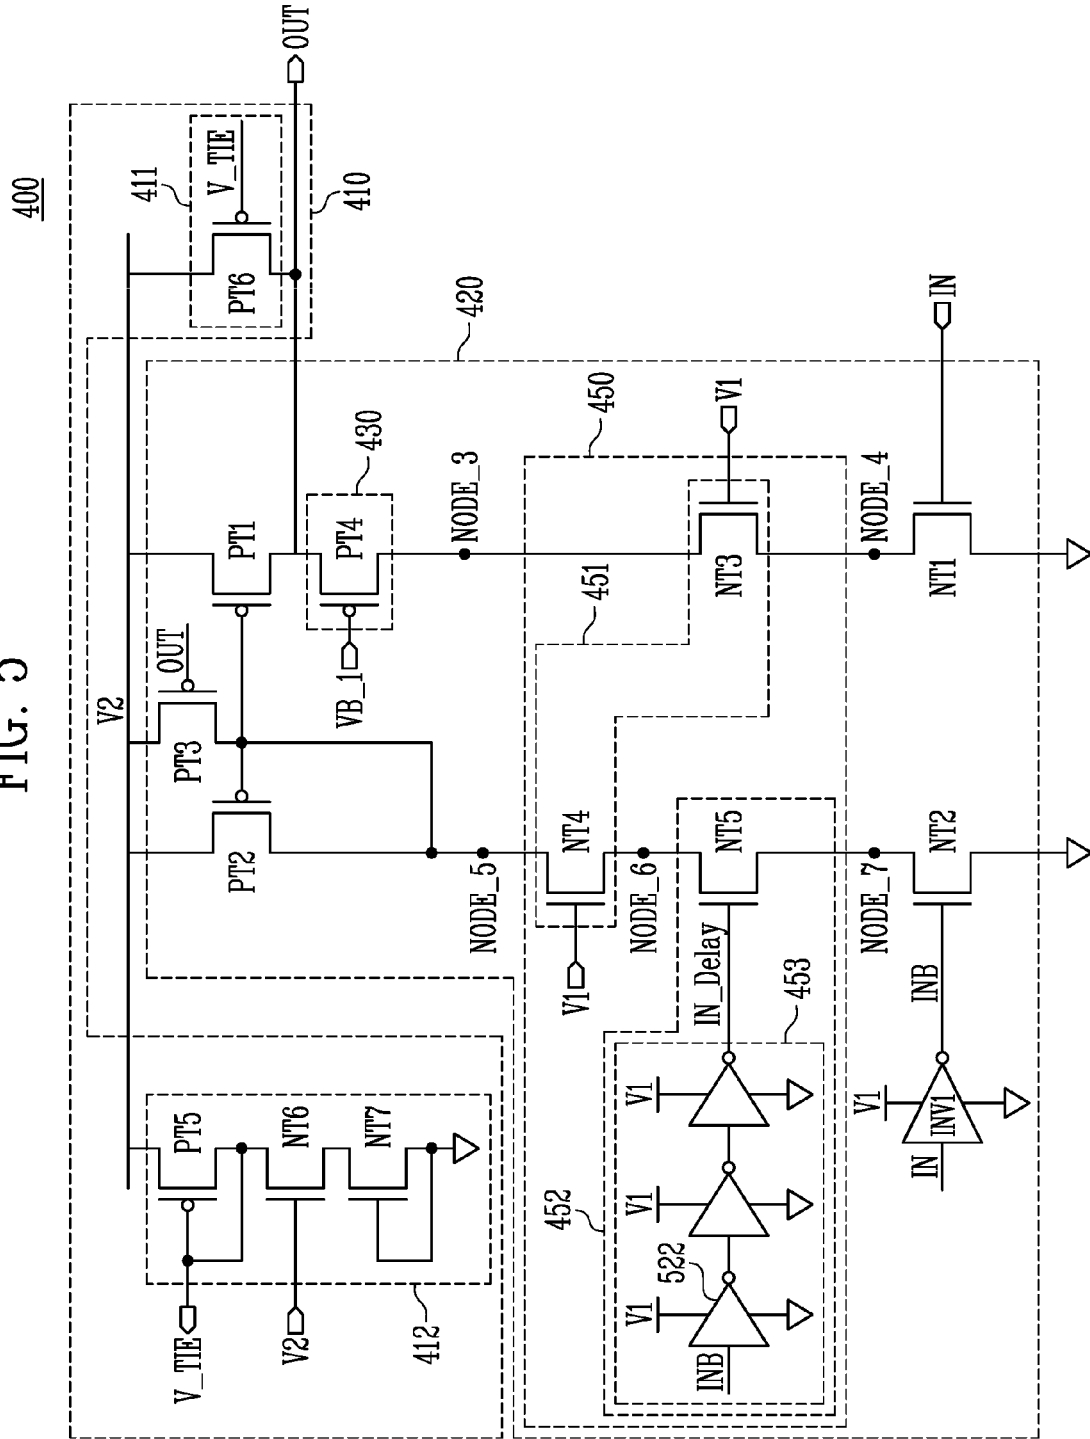 FIG. 5
400
V2
OUT
411
V_TIE
PT6
410
420
PT1
OUT
PT3
PT2
430
PT4
VB_1
NODE_3
450
451
V1
NT3
NODE_4
NT1
IN
NODE_5
NT4
V1
NODE_6
NT5
IN_Delay
NODE_7
NT2
INB
V1
INV1
IN
453
452
V1
V1
V1
522
INB
PT5
NT6
NT7
V_TIE
V2
412